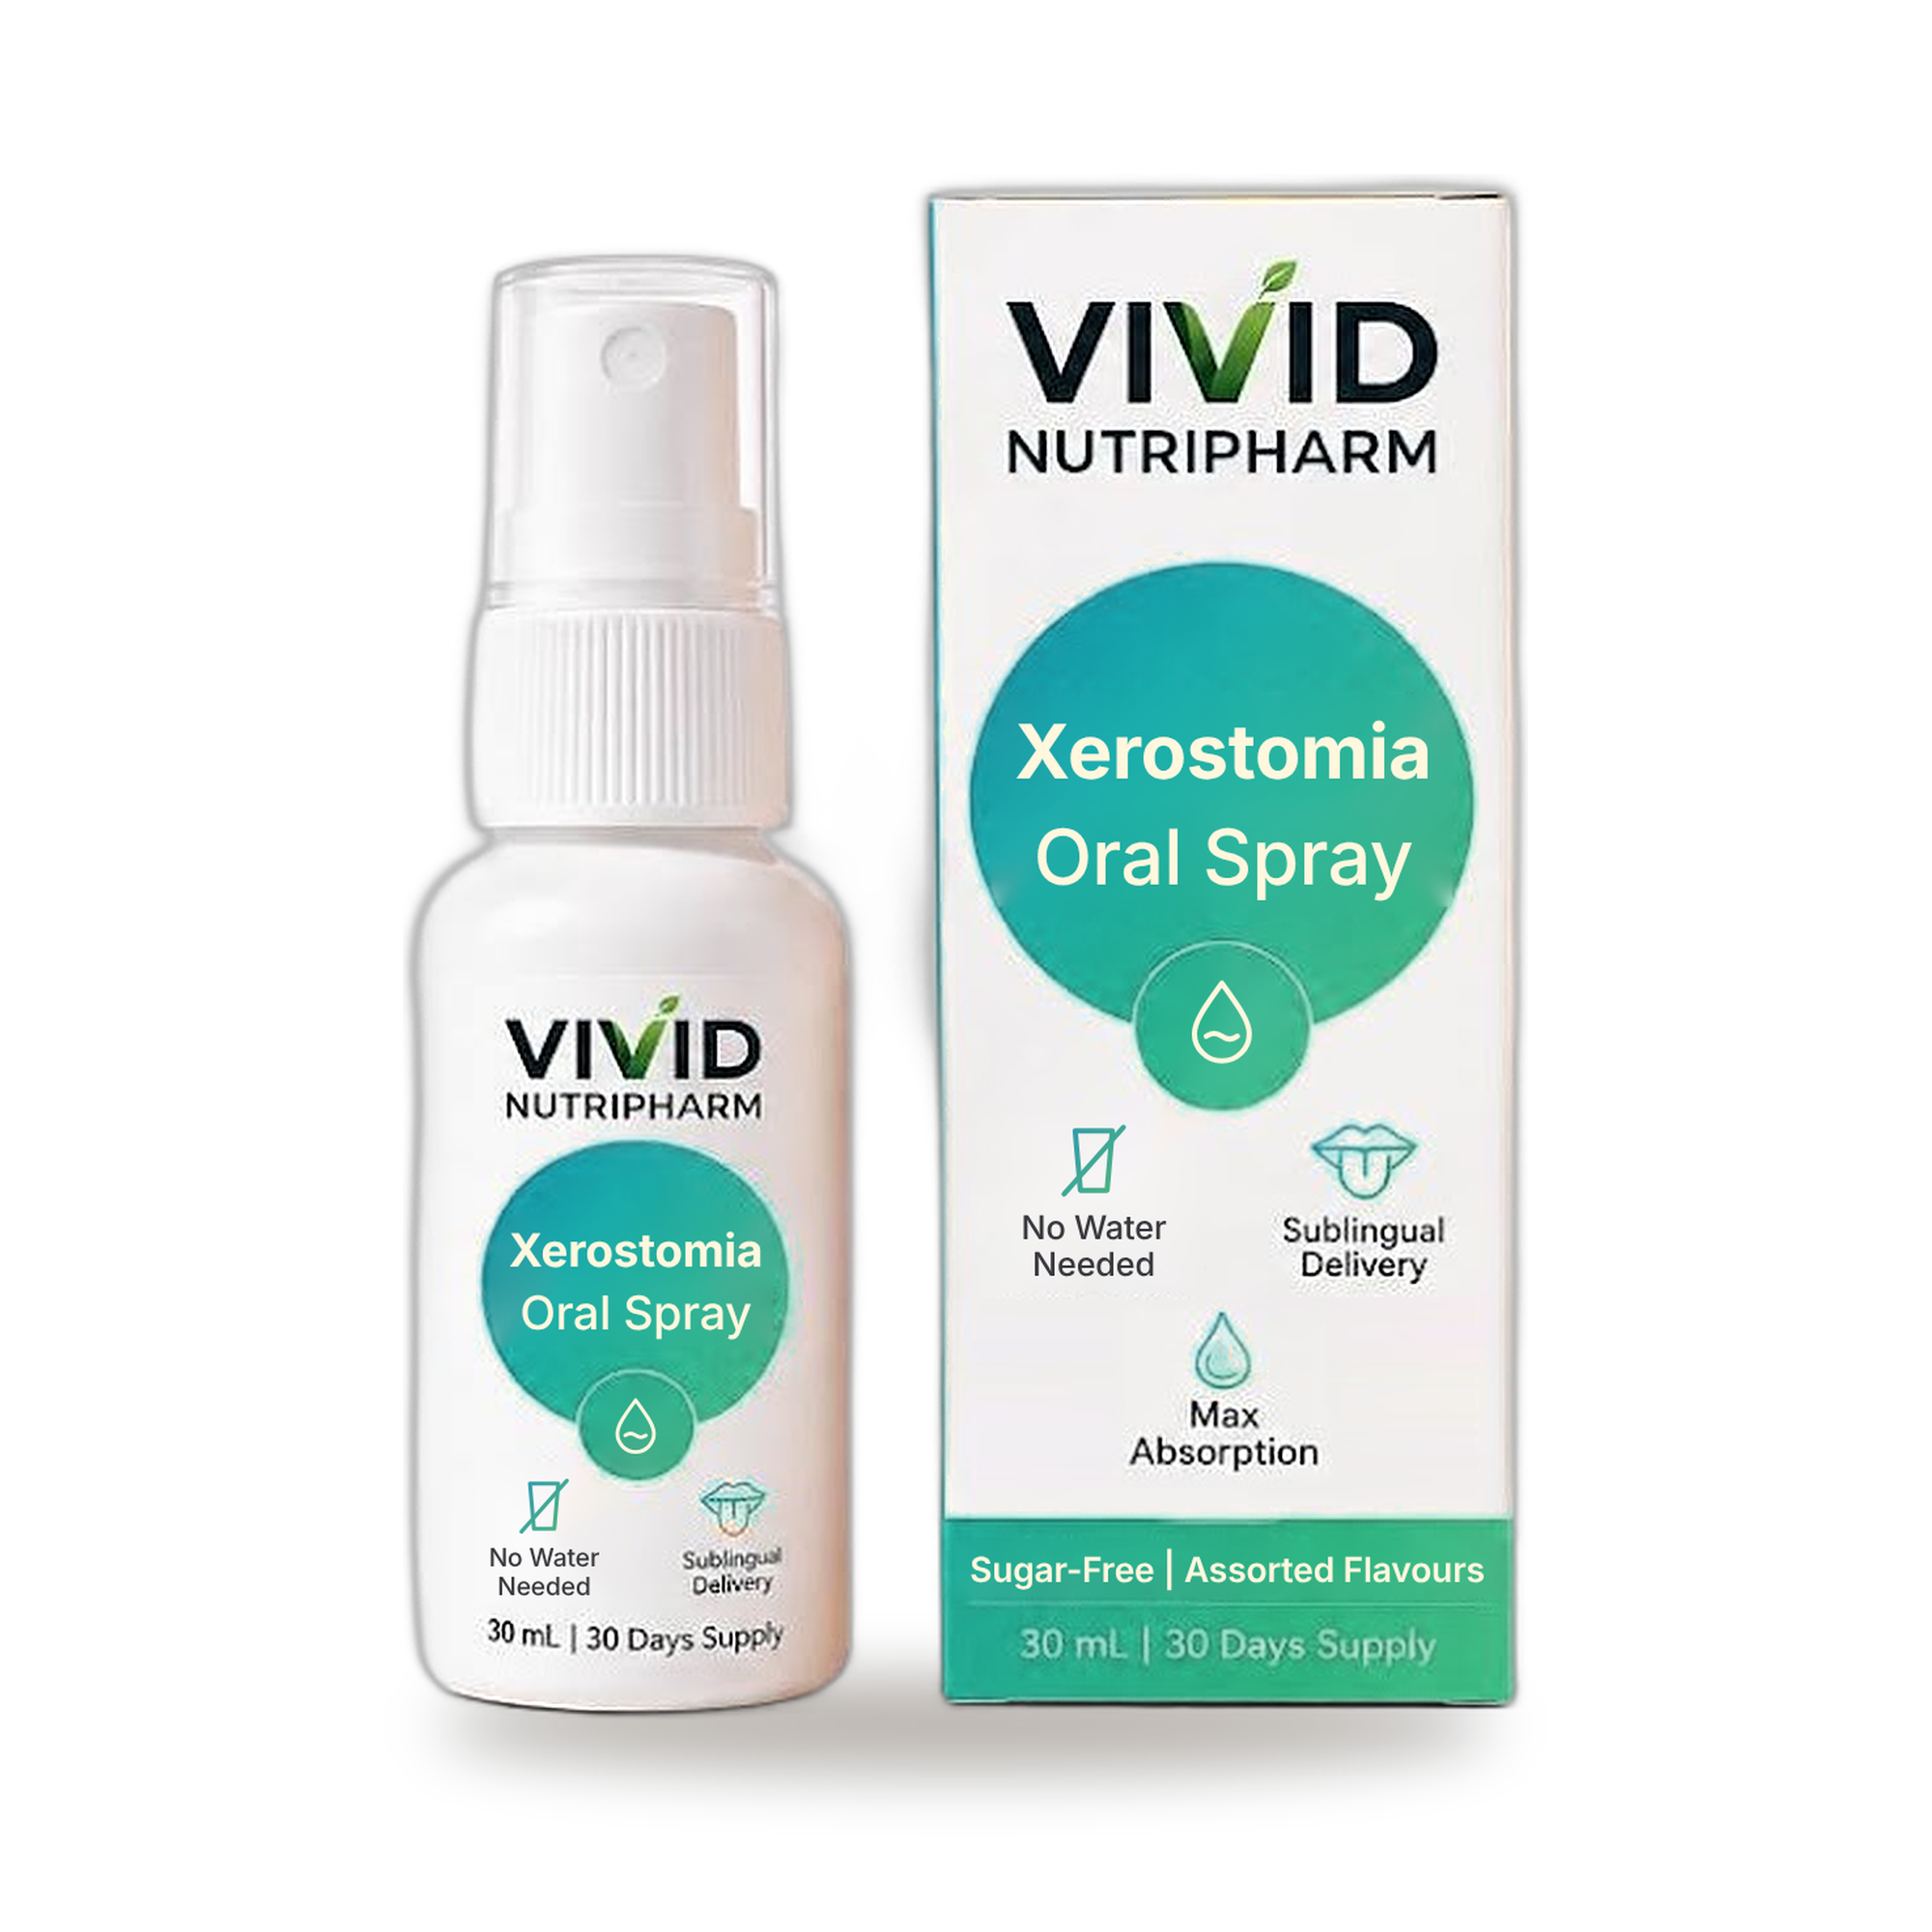 VIVID
NUTRIPHARM
Xerostomia
Oral Spray
No Water
Needed
Sublingual
Delivery
30 mL | 30 Days Supply
VIVID
NUTRIPHARM
Xerostomia
Oral Spray
No Water
Needed
Sublingual
Delivery
Max
Absorption
Sugar-Free | Assorted Flavours
30 mL | 30 Days Supply